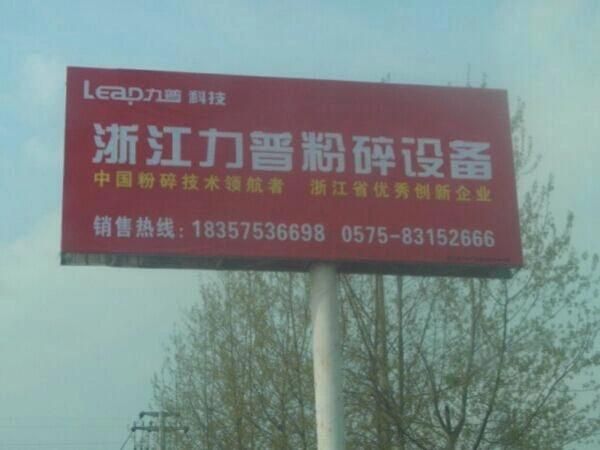 Leap力普 科技
浙江力普粉碎设备
中国粉碎技术领航者 浙江省优秀创新企业
销售热线：18357536698 0575-83152666